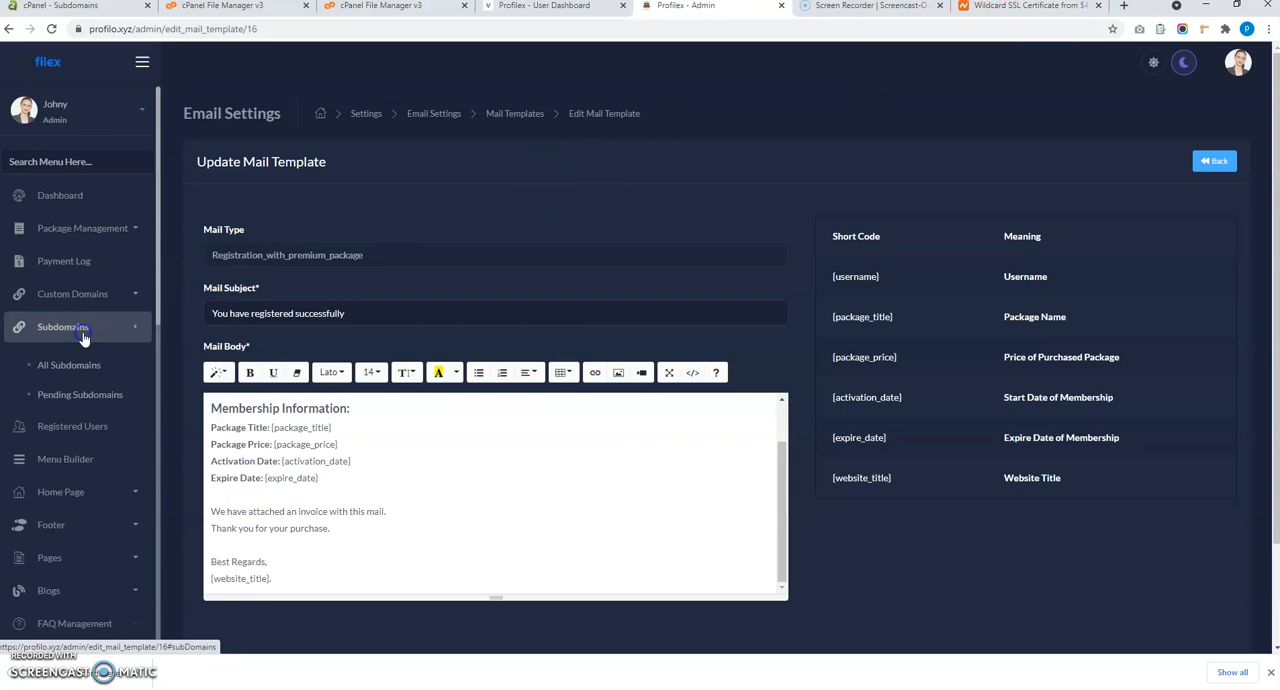 cPanel - Subdomains
cPanel File Manager v3
cPanel File Manager v3
Profilex - User Dashboard
Profilex - Admin
Screen Recorder | Screencast-O-
Wildcard SSL Certificate from $4
profilo.xyz/admin/edit_mail_template/16
P
filex
Johny
Admin
Search Menu Here...
Dashboard
Package Management
Payment Log
Custom Domains
Subdomains
All Subdomains
Pending Subdomains
Registered Users
Menu Builder
Home Page
Footer
Pages
Blogs
FAQ Management
Email Settings
Settings
Email Settings
Mail Templates
Edit Mail Template
Update Mail Template
Back
Mail Type
Registration_with_premium_package
Mail Subject*
You have registered successfully
Mail Body*
B U Lato 14 T A </> ?
Membership Information:
Package Title: {package_title}
Package Price: {package_price}
Activation Date: {activation_date}
Expire Date: {expire_date}
We have attached an invoice with this mail.
Thank you for your purchase.
Best Regards,
{website_title}.
Short Code Meaning
{username} Username
{package_title} Package Name
{package_price} Price of Purchased Package
{activation_date} Start Date of Membership
{expire_date} Expire Date of Membership
{website_title} Website Title
https://profilo.xyz/admin/edit_mail_template/16#subDomains
RECORDED WITH
SCREENCAST MATIC
Show all